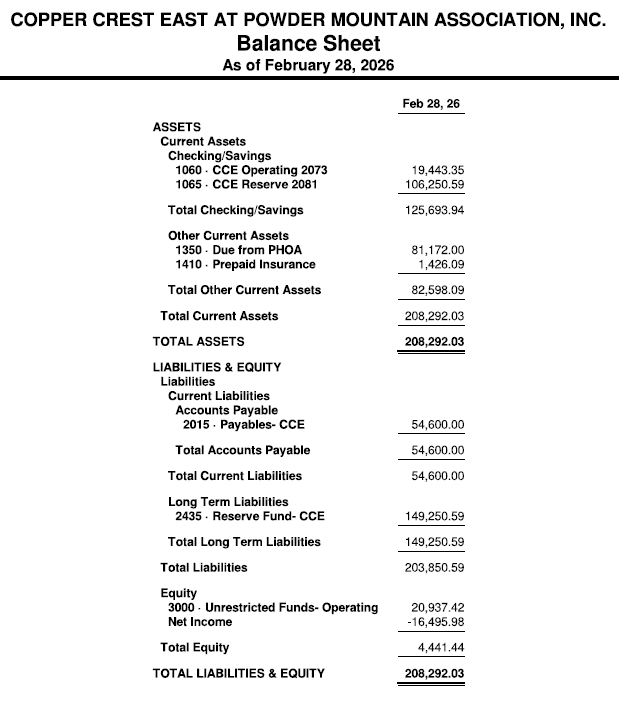 COPPER CREST EAST AT POWDER MOUNTAIN ASSOCIATION, INC.
Balance Sheet
As of February 28, 2026
Feb 28, 26
ASSETS
Current Assets
Checking/Savings
1060 · CCE Operating 2073 19,443.35
1065 · CCE Reserve 2081 106,250.59
Total Checking/Savings 125,693.94
Other Current Assets
1350 · Due from PHOA 81,172.00
1410 · Prepaid Insurance 1,426.09
Total Other Current Assets 82,598.09
Total Current Assets 208,292.03
TOTAL ASSETS 208,292.03
LIABILITIES & EQUITY
Liabilities
Current Liabilities
Accounts Payable
2015 · Payables- CCE 54,600.00
Total Accounts Payable 54,600.00
Total Current Liabilities 54,600.00
Long Term Liabilities
2435 · Reserve Fund- CCE 149,250.59
Total Long Term Liabilities 149,250.59
Total Liabilities 203,850.59
Equity
3000 · Unrestricted Funds- Operating 20,937.42
Net Income -16,495.98
Total Equity 4,441.44
TOTAL LIABILITIES & EQUITY 208,292.03